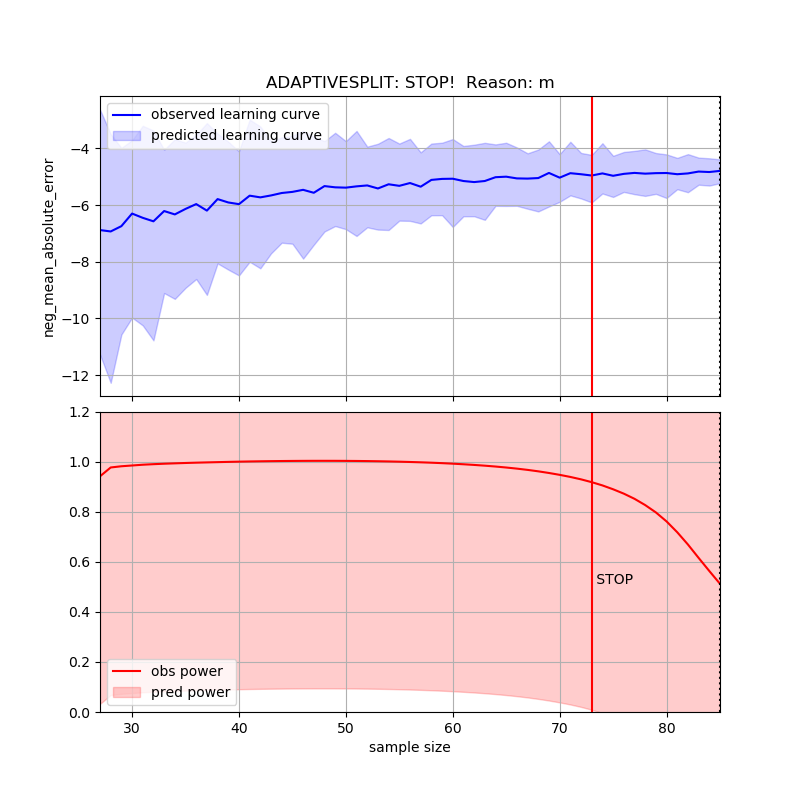 ADAPTIVESPLIT: STOP!  Reason: m
observed learning curve
predicted learning curve
neg_mean_absolute_error
−4
−6
−8
−10
−12
1.2
1.0
0.8
0.6
0.4
0.2
0.0
STOP
obs power
pred power
30 40 50 60 70 80
sample size